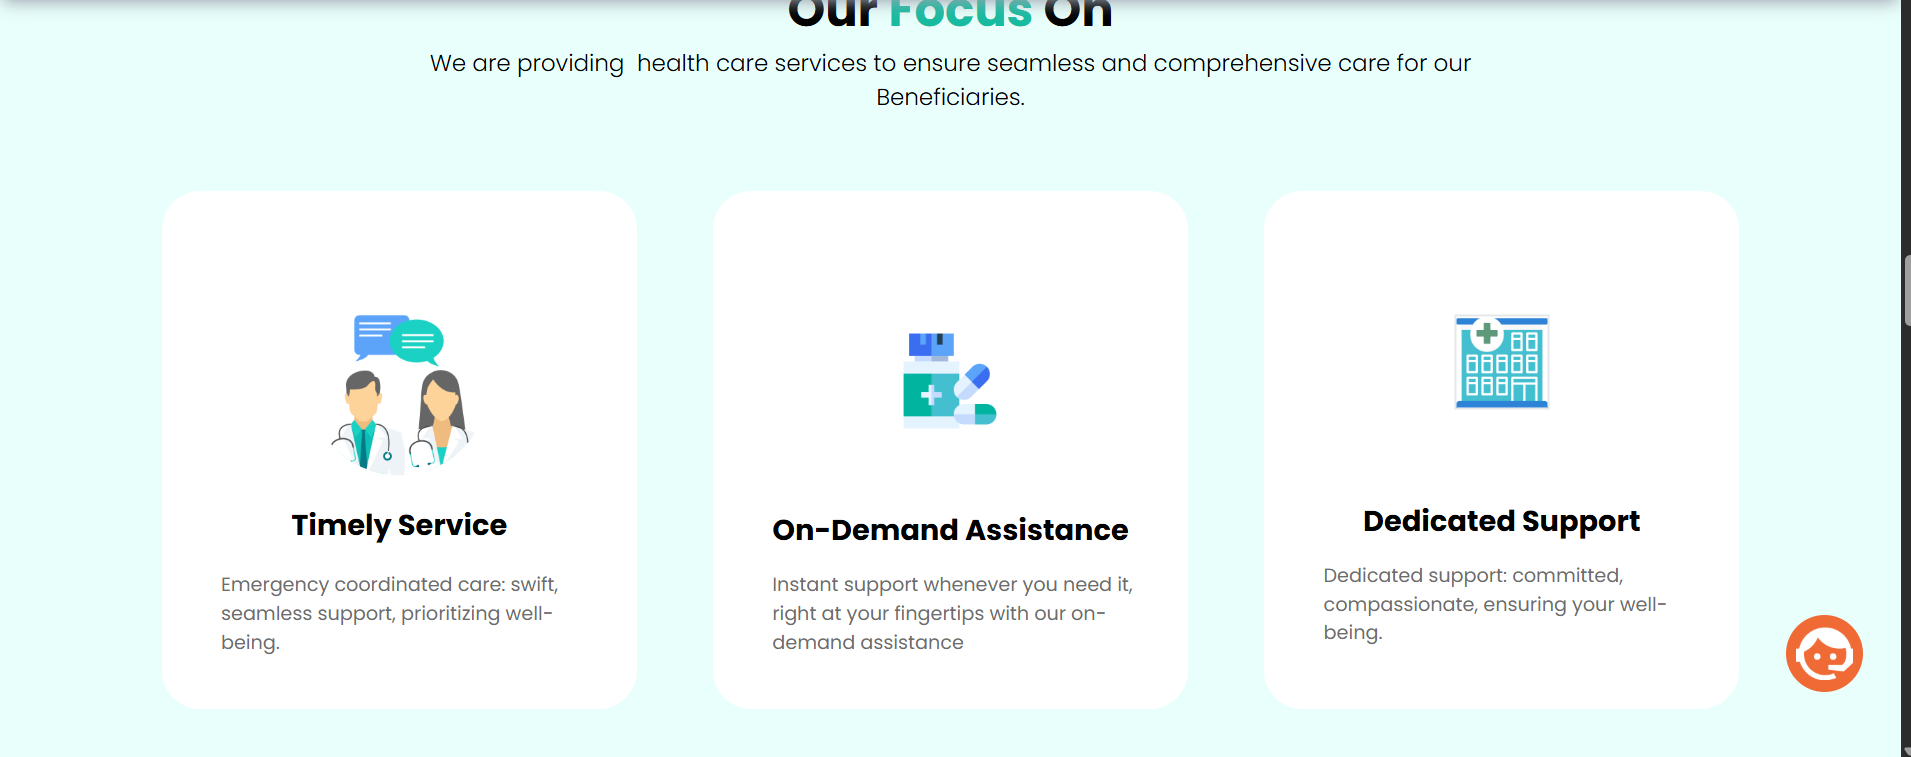 Our Focus On
We are providing  health care services to ensure seamless and comprehensive care for our
Beneficiaries.
Timely Service
Emergency coordinated care: swift,
seamless support, prioritizing well-
being.
On-Demand Assistance
Instant support whenever you need it,
right at your fingertips with our on-
demand assistance
Dedicated Support
Dedicated support: committed,
compassionate, ensuring your well-
being.